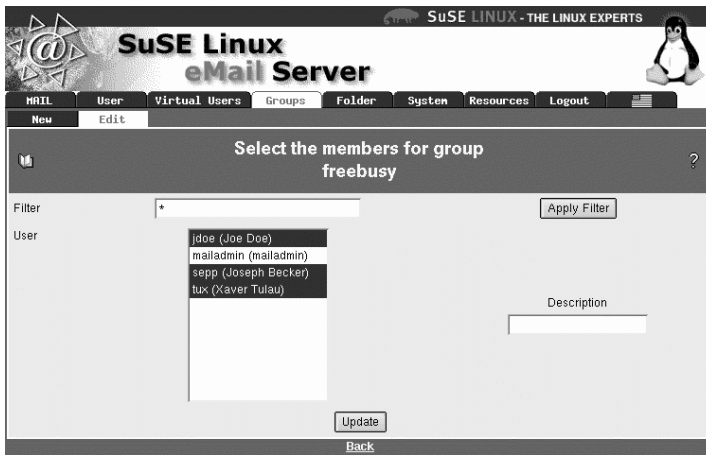 SuSE LINUX - THE LINUX EXPERTS
@
SuSE Linux
eMail Server
MAIL User Virtual Users Groups Folder System Resources Logout
New Edit
Select the members for group
freebusy
?
Filter * Apply Filter
User
jdoe (Joe Doe)
mailadmin (mailadmin)
sepp (Joseph Becker)
tux (Xaver Tulau)
Description
Update
Back